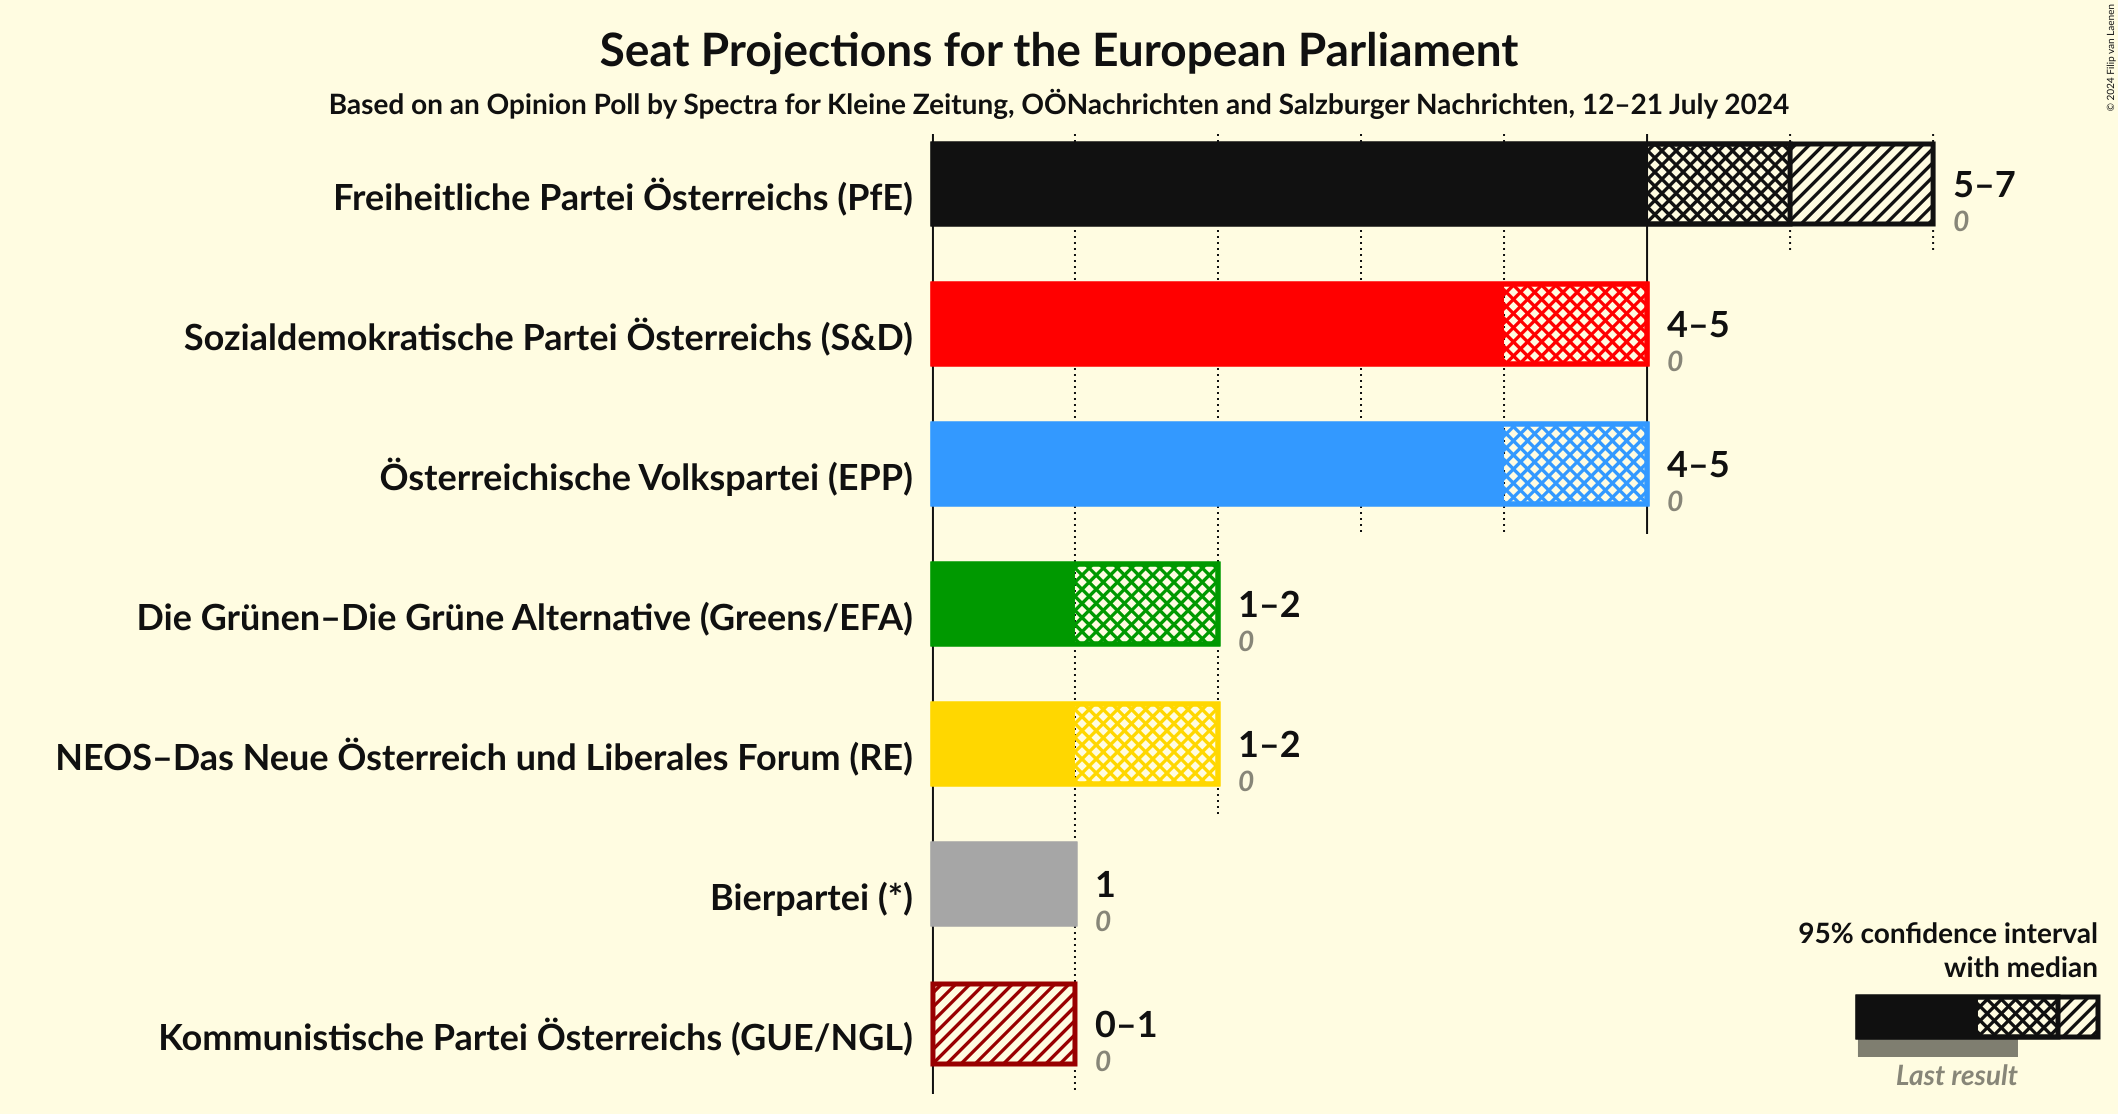 Seat Projections for the European Parliament
Based on an Opinion Poll by Spectra for Kleine Zeitung, OÖNachrichten and Salzburger Nachrichten, 12–21 July 2024
© 2024 Filip van Laenen
Freiheitliche Partei Österreichs (PfE)
5–7
0
Sozialdemokratische Partei Österreichs (S&D)
4–5
0
Österreichische Volkspartei (EPP)
4–5
0
Die Grünen–Die Grüne Alternative (Greens/EFA)
1–2
0
NEOS–Das Neue Österreich und Liberales Forum (RE)
1–2
0
Bierpartei (*)
1
0
Kommunistische Partei Österreichs (GUE/NGL)
0–1
0
95% confidence interval
with median
Last result